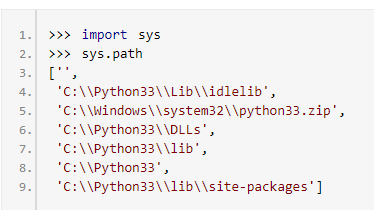 1. >>> import sys
2. >>> sys.path
3. ['',
4.  'C:\\Python33\\Lib\\idlelib',
5.  'C:\\Windows\\system32\\python33.zip',
6.  'C:\\Python33\\DLLs',
7.  'C:\\Python33\\lib',
8.  'C:\\Python33',
9.  'C:\\Python33\\lib\\site-packages']